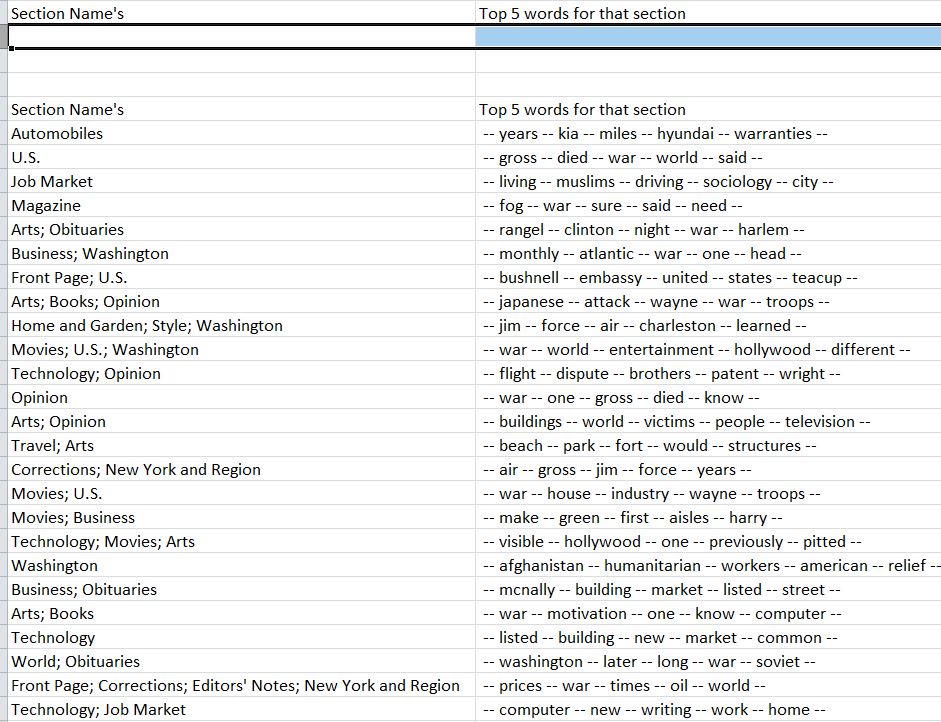 Section Name's Top 5 words for that section
Section Name's Top 5 words for that section
Automobiles -- years -- kia -- miles -- hyundai -- warranties --
U.S. -- gross -- died -- war -- world -- said --
Job Market -- living -- muslims -- driving -- sociology -- city --
Magazine -- fog -- war -- sure -- said -- need --
Arts; Obituaries -- rangel -- clinton -- night -- war -- harlem --
Business; Washington -- monthly -- atlantic -- war -- one -- head --
Front Page; U.S. -- bushnell -- embassy -- united -- states -- teacup --
Arts; Books; Opinion -- japanese -- attack -- wayne -- war -- troops --
Home and Garden; Style; Washington -- jim -- force -- air -- charleston -- learned --
Movies; U.S.; Washington -- war -- world -- entertainment -- hollywood -- different --
Technology; Opinion -- flight -- dispute -- brothers -- patent -- wright --
Opinion -- war -- one -- gross -- died -- know --
Arts; Opinion -- buildings -- world -- victims -- people -- television --
Travel; Arts -- beach -- park -- fort -- would -- structures --
Corrections; New York and Region -- air -- gross -- jim -- force -- years --
Movies; U.S. -- war -- house -- industry -- wayne -- troops --
Movies; Business -- make -- green -- first -- aisles -- harry --
Technology; Movies; Arts -- visible -- hollywood -- one -- previously -- pitted --
Washington -- afghanistan -- humanitarian -- workers -- american -- relief --
Business; Obituaries -- mcnally -- building -- market -- listed -- street --
Arts; Books -- war -- motivation -- one -- know -- computer --
Technology -- listed -- building -- new -- market -- common --
World; Obituaries -- washington -- later -- long -- war -- soviet --
Front Page; Corrections; Editors' Notes; New York and Region -- prices -- war -- times -- oil -- world --
Technology; Job Market -- computer -- new -- writing -- work -- home --